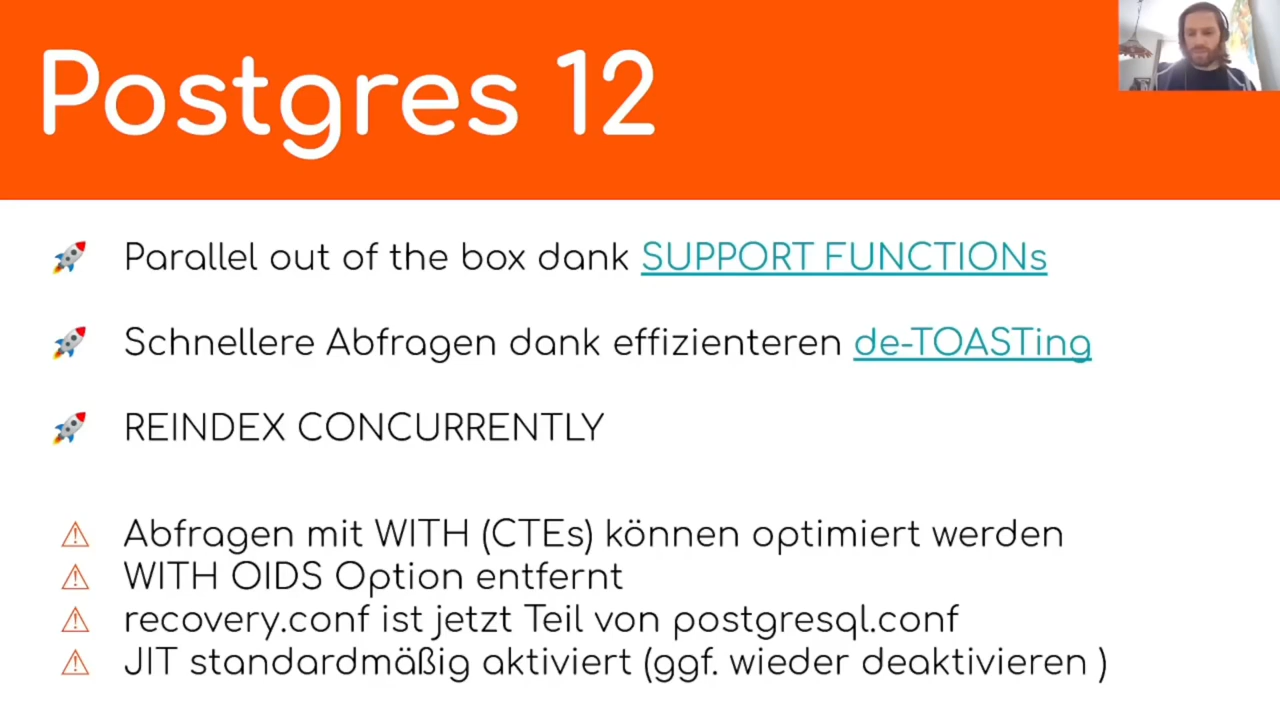 Postgres 12
Parallel out of the box dank SUPPORT FUNCTIONs
Schnellere Abfragen dank effizienteren de-TOASTing
REINDEX CONCURRENTLY
Abfragen mit WITH (CTEs) können optimiert werden
WITH OIDS Option entfernt
recovery.conf ist jetzt Teil von postgresql.conf
JIT standardmäßig aktiviert (ggf. wieder deaktivieren )